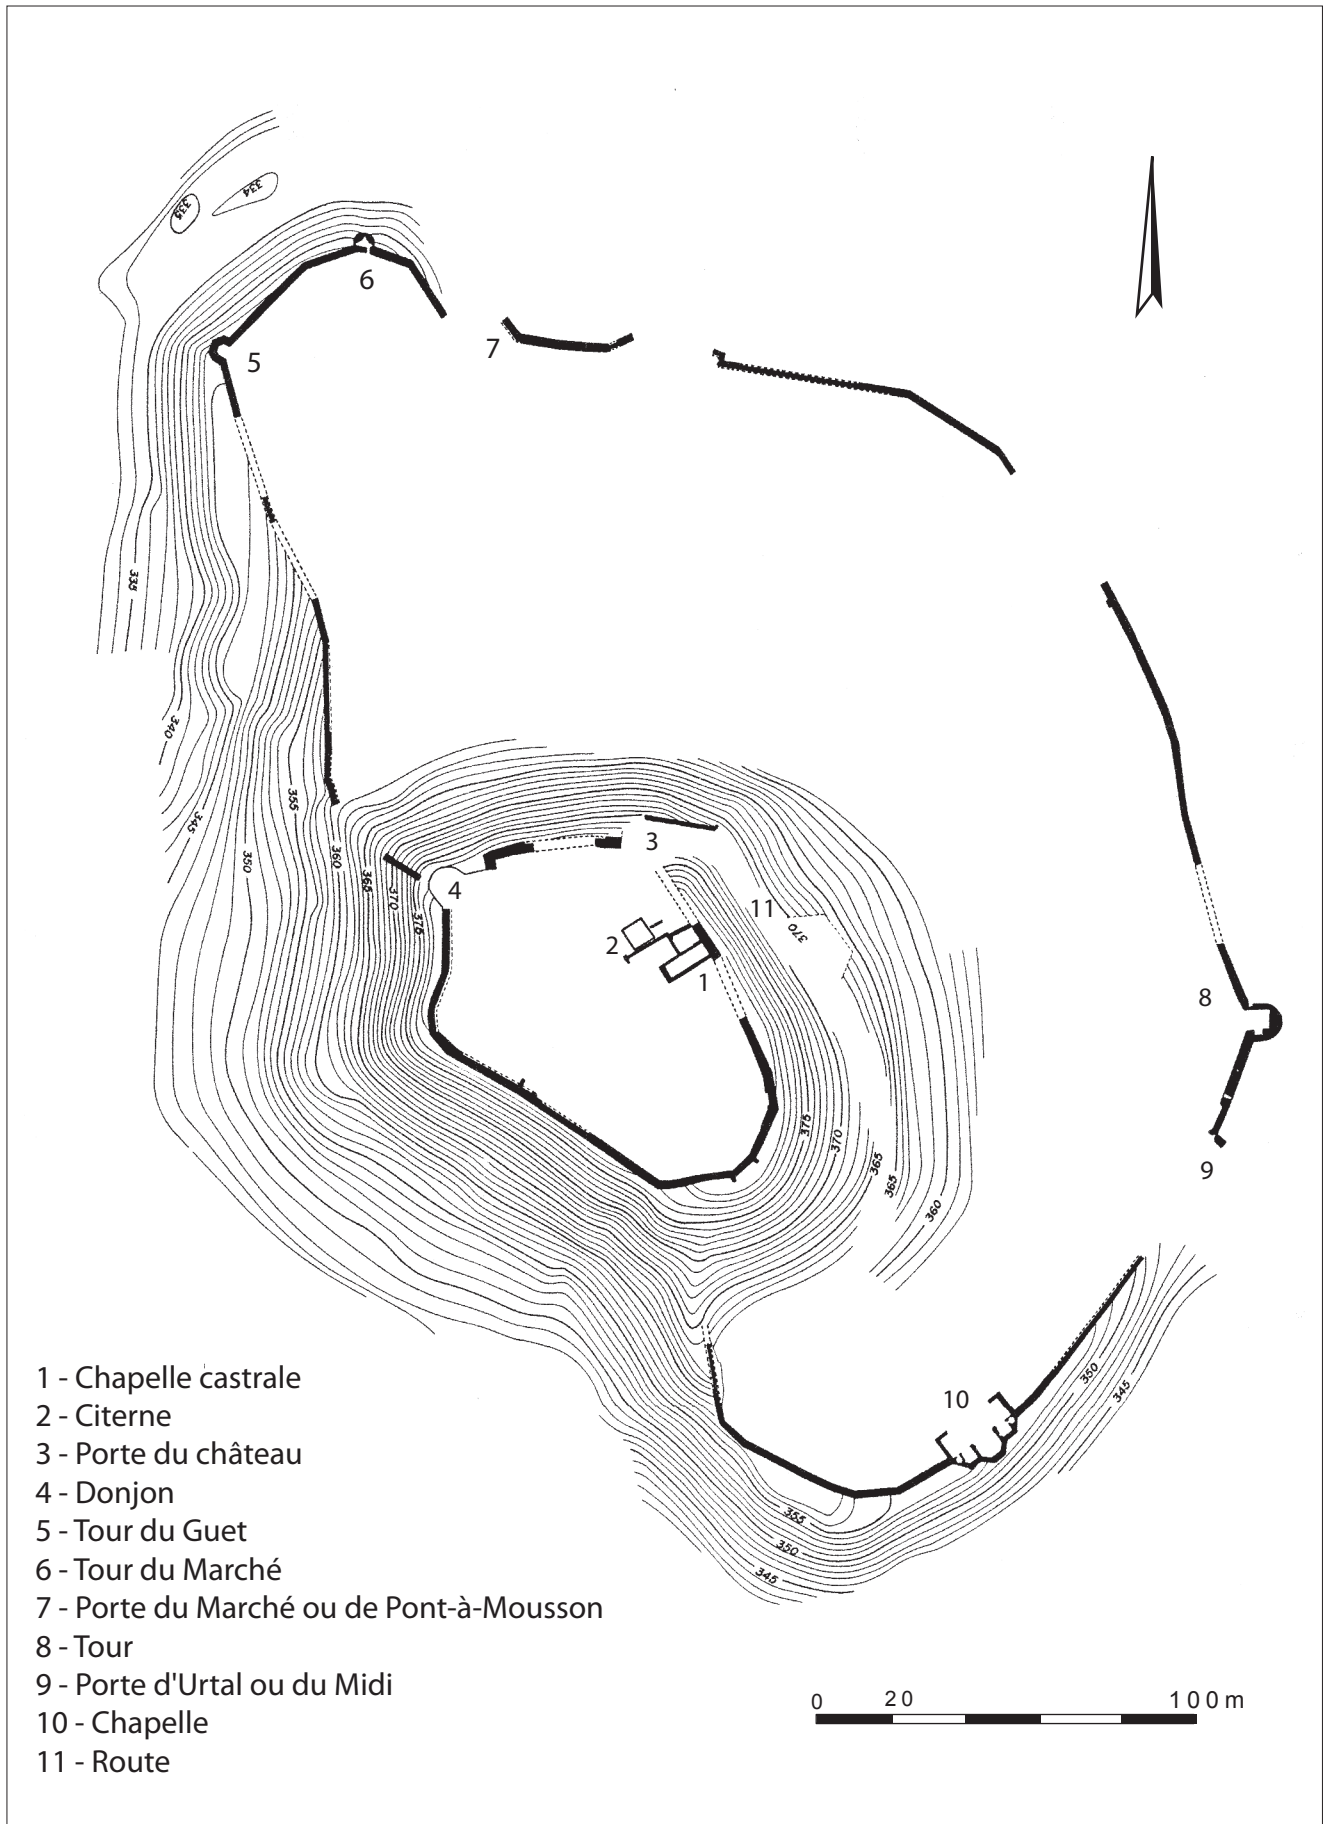 334
335
6
5
7
335
340
345
355
350
360
365
370
375
4
3
11
370
2
1
8
375
370
365
365
360
9
10
350
345
355
350
345
1 - Chapelle castrale
2 - Citerne
3 - Porte du château
4 - Donjon
5 - Tour du Guet
6 - Tour du Marché
7 - Porte du Marché ou de Pont-à-Mousson
8 - Tour
9 - Porte d'Urtal ou du Midi
10 - Chapelle
11 - Route
0 20 100 m